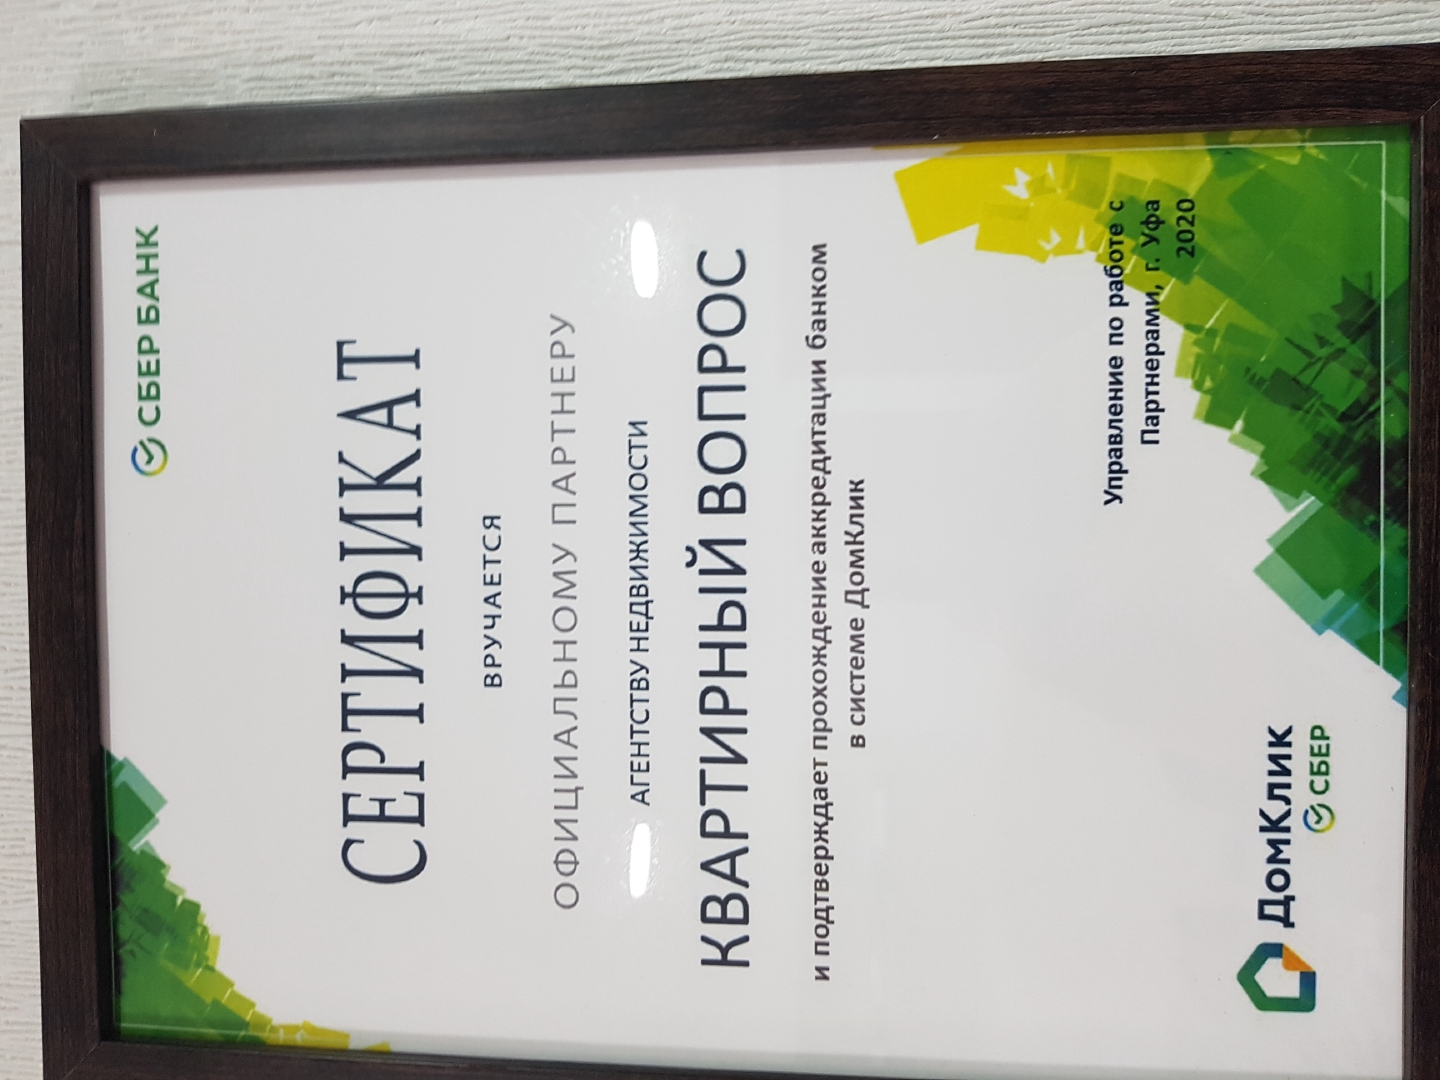 СБЕР БАНК
СЕРТИФИКАТ
ВРУЧАЕТСЯ
ОФИЦИАЛЬНОМУ ПАРТНЕРУ
АГЕНТСТВУ НЕДВИЖИМОСТИ
КВАРТИРНЫЙ ВОПРОС
и подтверждает прохождение аккредитации банком
в системе ДомКлик
Управление по работе с
Партнерами, г. Уфа
2020
ДомКлик
СБЕР